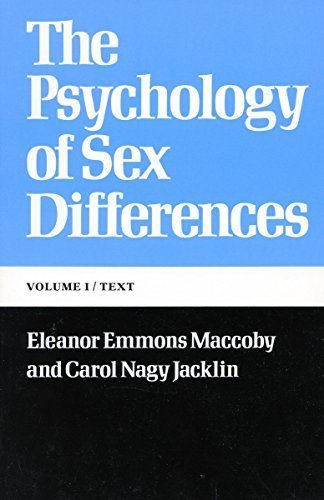 The
Psychology
of Sex
Differences
VOLUME I / TEXT
Eleanor Emmons Maccoby
and Carol Nagy Jacklin